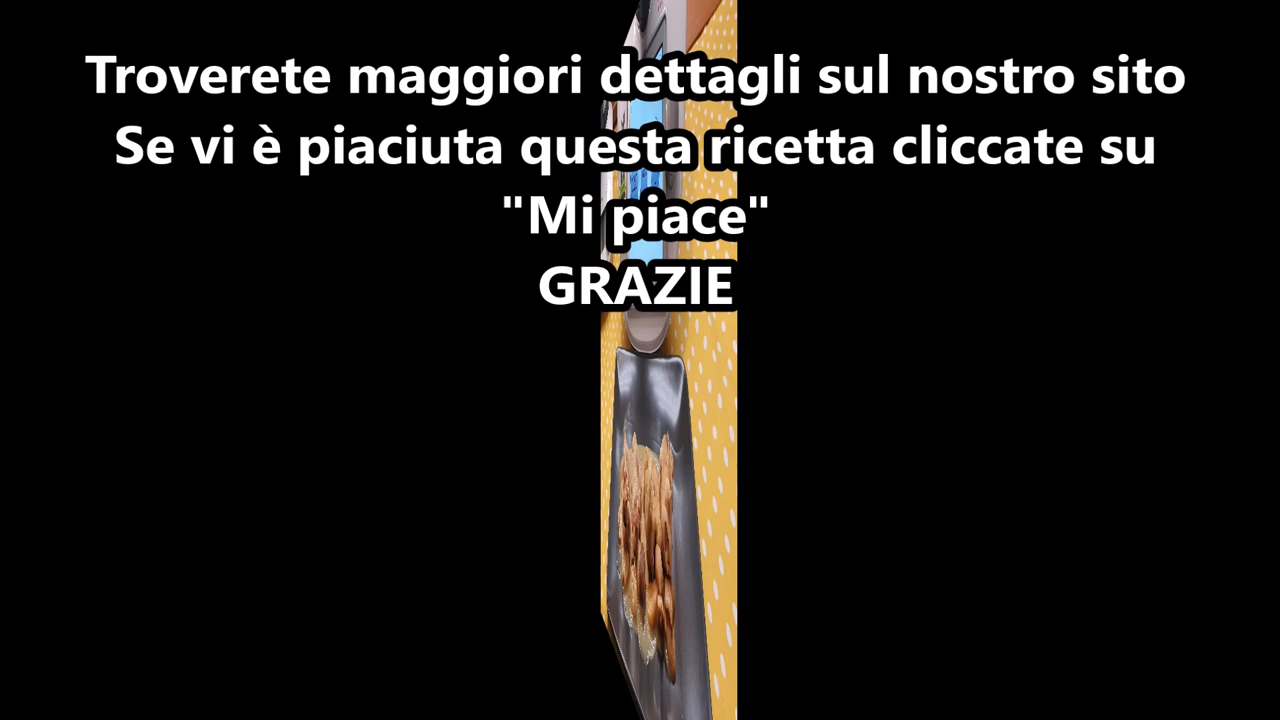 Troverete maggiori dettagli sul nostro sito
Se vi è piaciuta questa ricetta cliccate su
"Mi piace"
GRAZIE